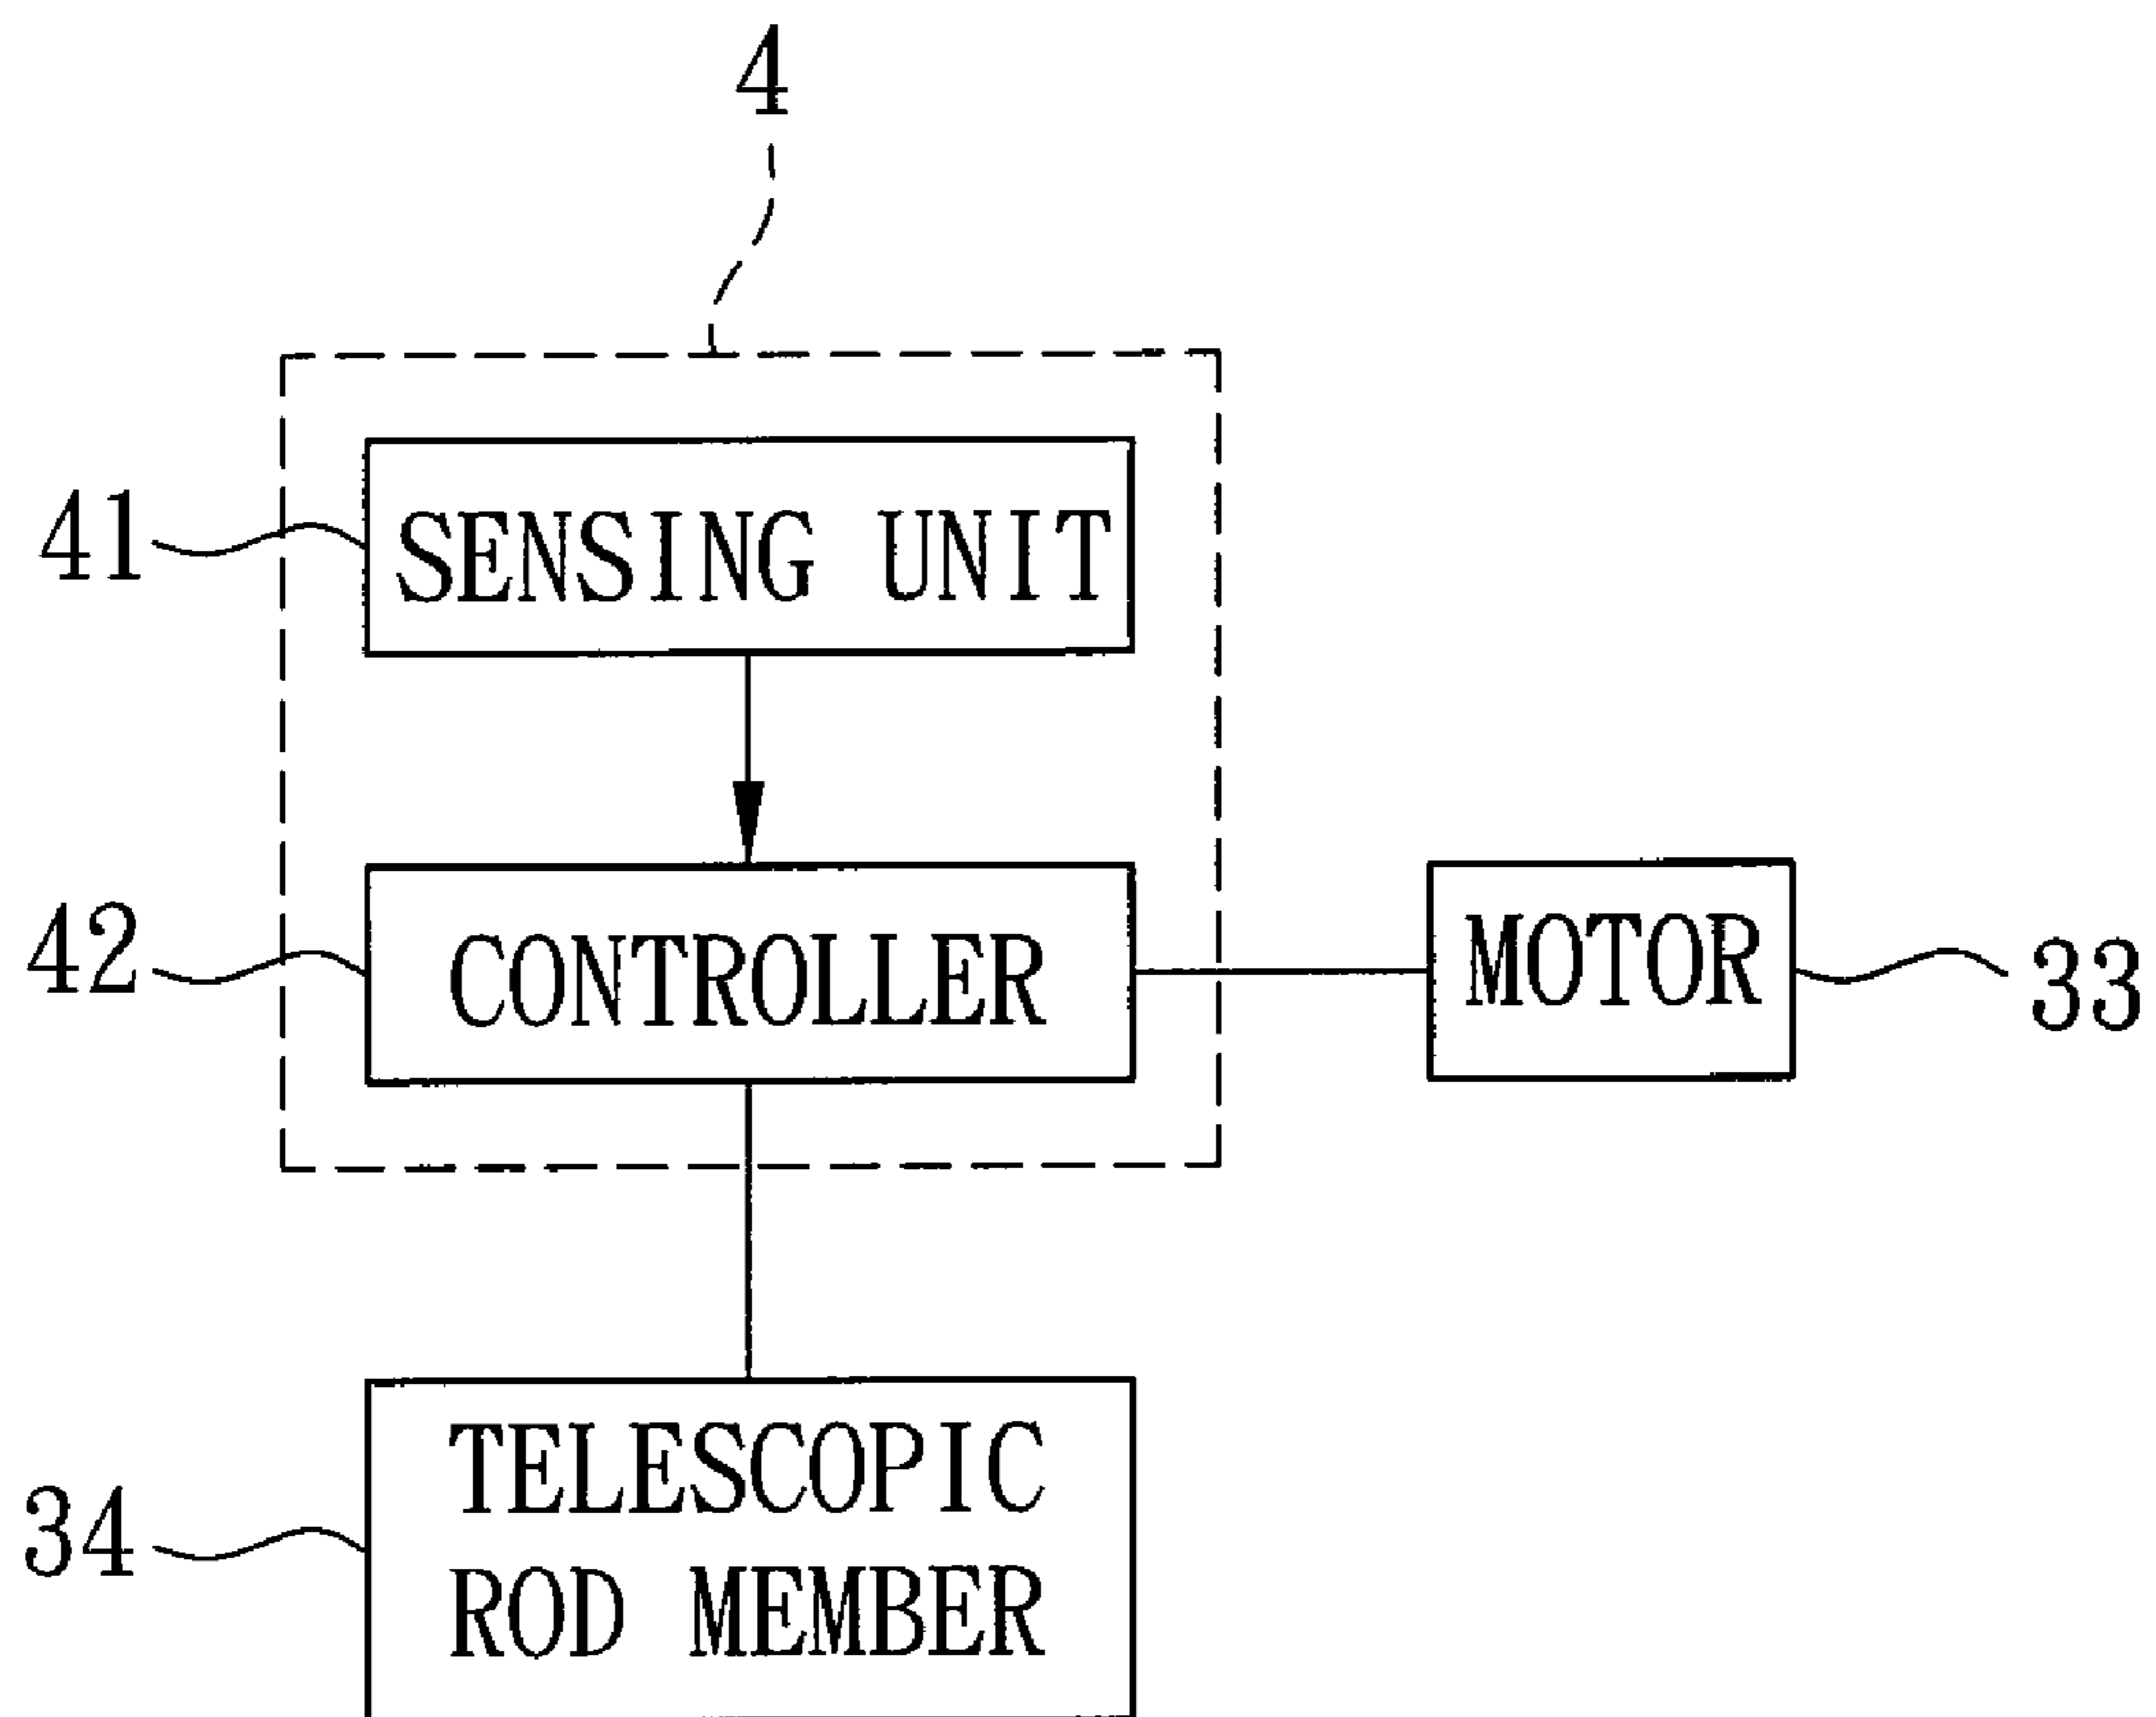 4
41
SENSING UNIT
42
CONTROLLER
MOTOR
33
34
TELESCOPIC
ROD MEMBER